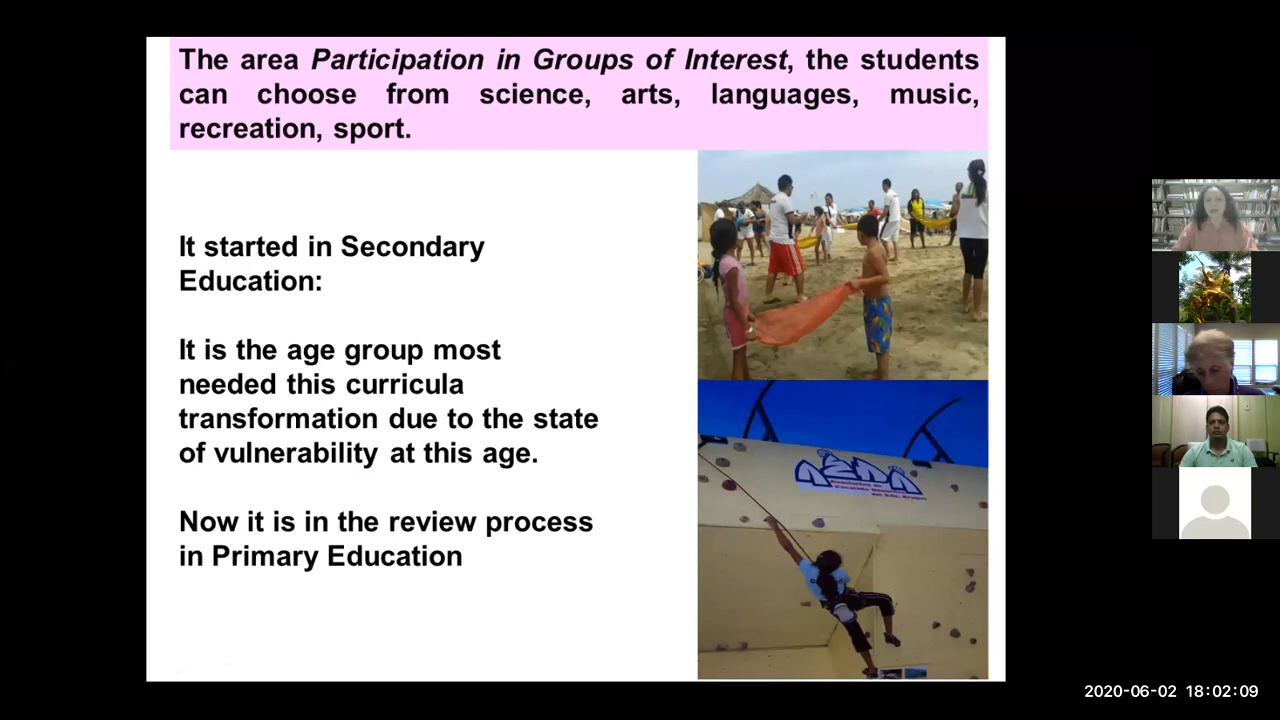 The area Participation in Groups of Interest, the students
can choose from science, arts, languages, music,
recreation, sport.
It started in Secondary
Education:
It is the age group most
needed this curricula
transformation due to the state
of vulnerability at this age.
Now it is in the review process
in Primary Education
2020-06-02 18:02:09